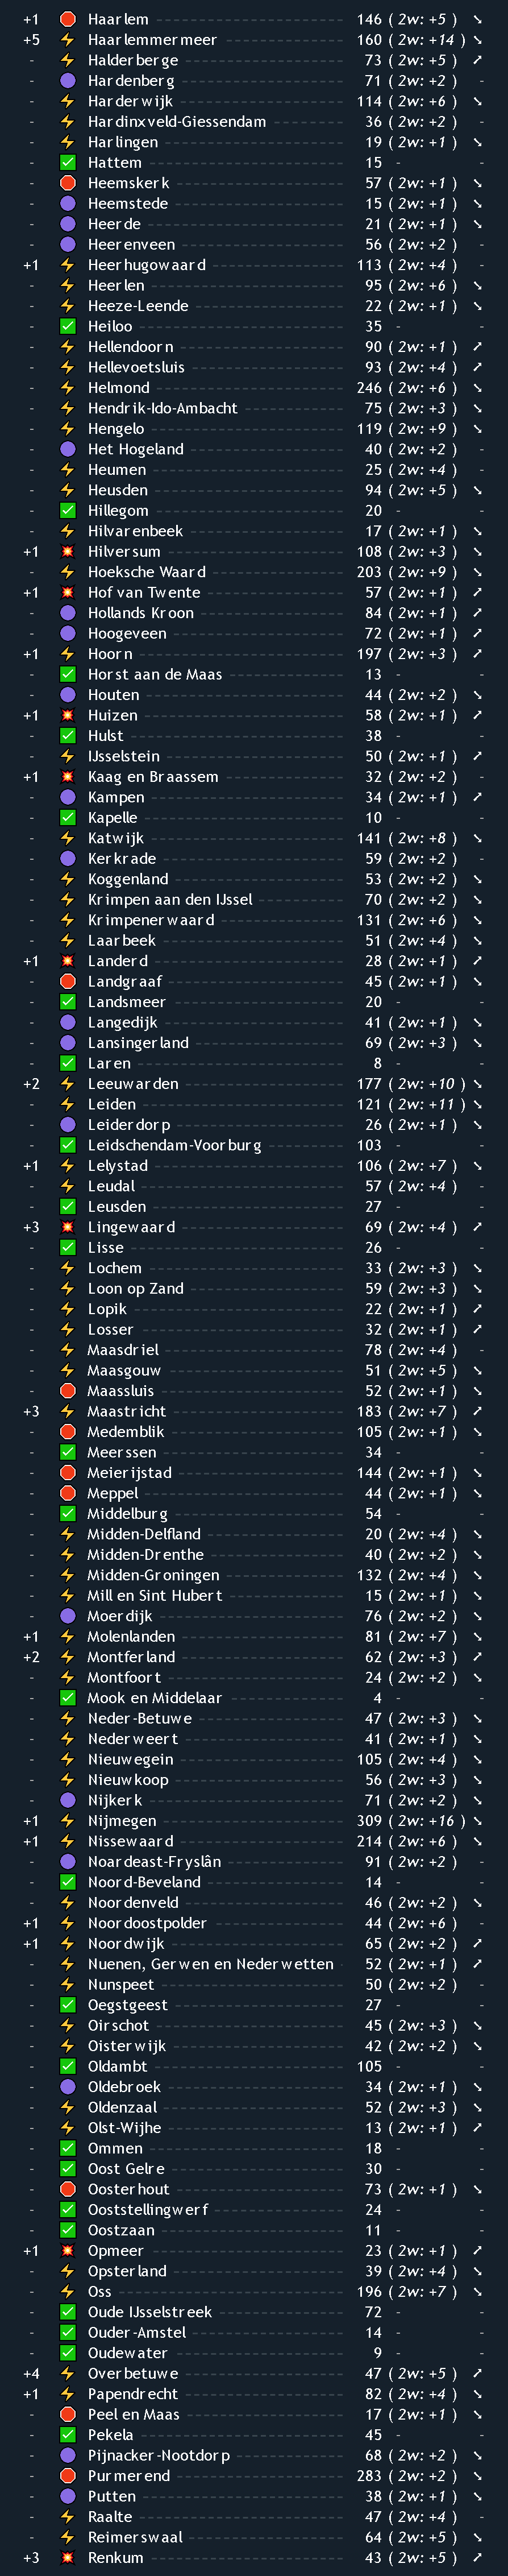 +1 Haarlem 146 (2w: +5) ↘
+5 Haarlemmermeer 160 (2w: +14) ↘
- Halderberge 73 (2w: +5) ↗
- Hardenberg 71 (2w: +2) -
- Harderwijk 114 (2w: +6) ↘
- Hardinxveld-Giessendam 36 (2w: +2) -
- Harlingen 19 (2w: +1) ↘
- Hattem 15 - -
- Heemskerk 57 (2w: +1) ↘
- Heemstede 15 (2w: +1) ↘
- Heerde 21 (2w: +1) ↘
- Heerenveen 56 (2w: +2) -
+1 Heerhugowaard 113 (2w: +4) -
- Heerlen 95 (2w: +6) ↘
- Heeze-Leende 22 (2w: +1) ↘
- Heiloo 35 - -
- Hellendoorn 90 (2w: +1) ↗
- Hellevoetsluis 93 (2w: +4) ↗
- Helmond 246 (2w: +6) ↘
- Hendrik-Ido-Ambacht 75 (2w: +3) ↘
- Hengelo 119 (2w: +9) ↘
- Het Hogeland 40 (2w: +2) -
- Heumen 25 (2w: +4) -
- Heusden 94 (2w: +5) ↘
- Hillegom 20 - -
- Hilvarenbeek 17 (2w: +1) ↘
+1 Hilversum 108 (2w: +3) ↘
- Hoeksche Waard 203 (2w: +9) ↘
+1 Hof van Twente 57 (2w: +1) ↗
- Hollands Kroon 84 (2w: +1) ↗
- Hoogeveen 72 (2w: +1) ↗
+1 Hoorn 197 (2w: +3) ↗
- Horst aan de Maas 13 - -
- Houten 44 (2w: +2) ↘
+1 Huizen 58 (2w: +1) ↗
- Hulst 38 - -
- IJsselstein 50 (2w: +1) ↗
+1 Kaag en Braassem 32 (2w: +2) -
- Kampen 34 (2w: +1) ↗
- Kapelle 10 - -
- Katwijk 141 (2w: +8) ↘
- Kerkrade 59 (2w: +2) -
- Koggenland 53 (2w: +2) ↘
- Krimpen aan den IJssel 70 (2w: +2) ↘
- Krimpenerwaard 131 (2w: +6) ↘
- Laarbeek 51 (2w: +4) ↘
+1 Landerd 28 (2w: +1) ↗
- Landgraaf 45 (2w: +1) ↘
- Landsmeer 20 - -
- Langedijk 41 (2w: +1) ↘
- Lansingerland 69 (2w: +3) ↘
- Laren 8 - -
+2 Leeuwarden 177 (2w: +10) ↘
- Leiden 121 (2w: +11) ↘
- Leiderdorp 26 (2w: +1) ↘
- Leidschendam-Voorburg 103 - -
+1 Lelystad 106 (2w: +7) ↘
- Leudal 57 (2w: +4) -
- Leusden 27 - -
+3 Lingewaard 69 (2w: +4) ↗
- Lisse 26 - -
- Lochem 33 (2w: +3) ↘
- Loon op Zand 59 (2w: +3) ↘
- Lopik 22 (2w: +1) ↗
- Losser 32 (2w: +1) ↗
- Maasdriel 78 (2w: +4) -
- Maasgouw 51 (2w: +5) ↘
- Maassluis 52 (2w: +1) ↘
+3 Maastricht 183 (2w: +7) ↗
- Medemblik 105 (2w: +1) ↘
- Meerssen 34 - -
- Meierijstad 144 (2w: +1) ↘
- Meppel 44 (2w: +1) ↘
- Middelburg 54 - -
- Midden-Delfland 20 (2w: +4) ↘
- Midden-Drenthe 40 (2w: +2) ↘
- Midden-Groningen 132 (2w: +4) ↘
- Mill en Sint Hubert 15 (2w: +1) ↘
- Moerdijk 76 (2w: +2) ↘
+1 Molenlanden 81 (2w: +7) ↘
+2 Montferland 62 (2w: +3) ↗
- Montfoort 24 (2w: +2) ↘
- Mook en Middelaar 4 - -
- Neder-Betuwe 47 (2w: +3) ↘
- Nederweert 41 (2w: +1) ↘
- Nieuwegein 105 (2w: +4) ↘
- Nieuwkoop 56 (2w: +3) ↘
- Nijkerk 71 (2w: +2) ↘
+1 Nijmegen 309 (2w: +16) ↘
+1 Nissewaard 214 (2w: +6) ↘
- Noardeast-Fryslân 91 (2w: +2) -
- Noord-Beveland 14 - -
- Noordenveld 46 (2w: +2) ↘
+1 Noordoostpolder 44 (2w: +6) -
+1 Noordwijk 65 (2w: +2) ↗
- Nuenen, Gerwen en Nederwetten 52 (2w: +1) ↗
- Nunspeet 50 (2w: +2) -
- Oegstgeest 27 - -
- Oirschot 45 (2w: +3) ↘
- Oisterwijk 42 (2w: +2) ↘
- Oldambt 105 - -
- Oldebroek 34 (2w: +1) ↘
- Oldenzaal 52 (2w: +3) ↘
- Olst-Wijhe 13 (2w: +1) ↗
- Ommen 18 - -
- Oost Gelre 30 - -
- Oosterhout 73 (2w: +1) ↘
- Ooststellingwerf 24 - -
- Oostzaan 11 - -
+1 Opmeer 23 (2w: +1) ↗
- Opsterland 39 (2w: +4) ↘
- Oss 196 (2w: +7) ↘
- Oude IJsselstreek 72 - -
- Ouder-Amstel 14 - -
- Oudewater 9 - -
+4 Overbetuwe 47 (2w: +5) ↗
+1 Papendrecht 82 (2w: +4) ↘
- Peel en Maas 17 (2w: +1) ↘
- Pekela 45 - -
- Pijnacker-Nootdorp 68 (2w: +2) ↘
- Purmerend 283 (2w: +2) ↘
- Putten 38 (2w: +1) ↘
- Raalte 47 (2w: +4) -
- Reimerswaal 64 (2w: +5) ↘
+3 Renkum 43 (2w: +5) ↗